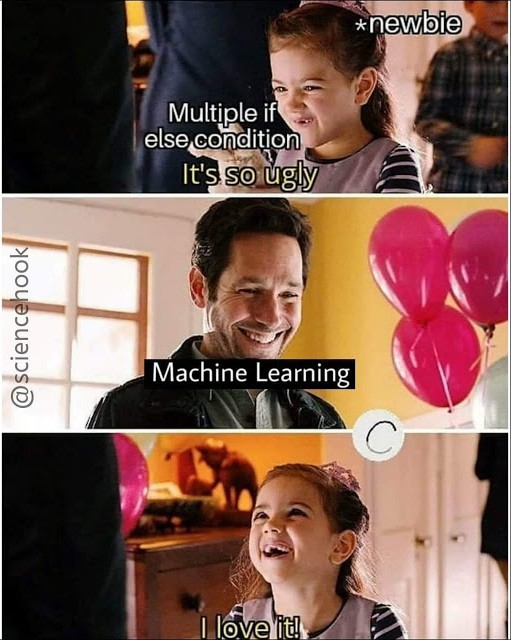 *newbie
Multiple if
else condition
It's so ugly
@sciencehook
Machine Learning
C
I love it!